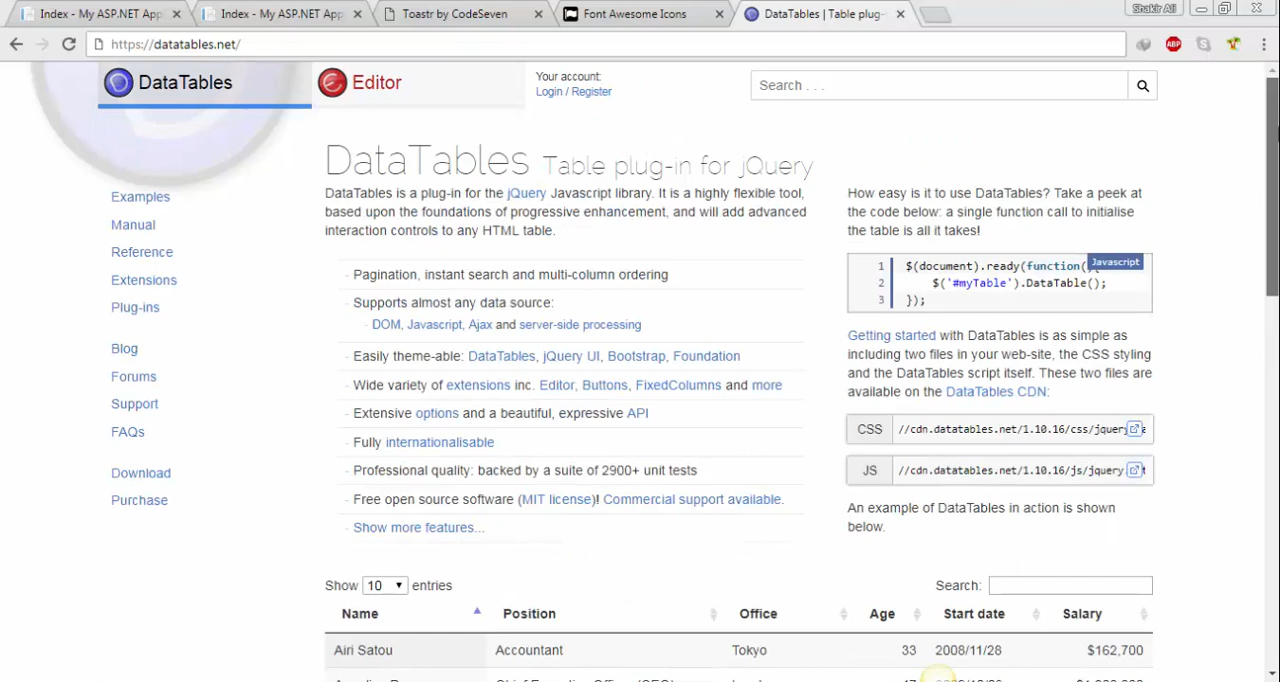 Index - My ASP.NET App
Index - My ASP.NET App
Toastr by CodeSeven
Font Awesome Icons
DataTables | Table plug-
Shakir Ali
https://datatables.net/
ABP
DataTables
Editor
Your account:
Login / Register
Search . . .
DataTables Table plug-in for jQuery
DataTables is a plug-in for the jQuery Javascript library. It is a highly flexible tool,
based upon the foundations of progressive enhancement, and will add advanced
interaction controls to any HTML table.
Examples
Manual
Reference
Extensions
Plug-ins
Blog
Forums
Support
FAQs
Download
Purchase
Pagination, instant search and multi-column ordering
Supports almost any data source:
DOM, Javascript, Ajax and server-side processing
Easily theme-able: DataTables, jQuery UI, Bootstrap, Foundation
Wide variety of extensions inc. Editor, Buttons, FixedColumns and more
Extensive options and a beautiful, expressive API
Fully internationalisable
Professional quality: backed by a suite of 2900+ unit tests
Free open source software (MIT license)! Commercial support available.
Show more features...
How easy is it to use DataTables? Take a peek at
the code below: a single function call to initialise
the table is all it takes!
Javascript
1 $(document).ready(function(){
2 $('#myTable').DataTable();
3 });
Getting started with DataTables is as simple as
including two files in your web-site, the CSS styling
and the DataTables script itself. These two files are
available on the DataTables CDN:
CSS //cdn.datatables.net/1.10.16/css/jquery.
JS //cdn.datatables.net/1.10.16/js/jquery.
An example of DataTables in action is shown
below.
Show 10 entries
Search:
Name Position Office Age Start date Salary
Airi Satou Accountant Tokyo 33 2008/11/28 $162,700